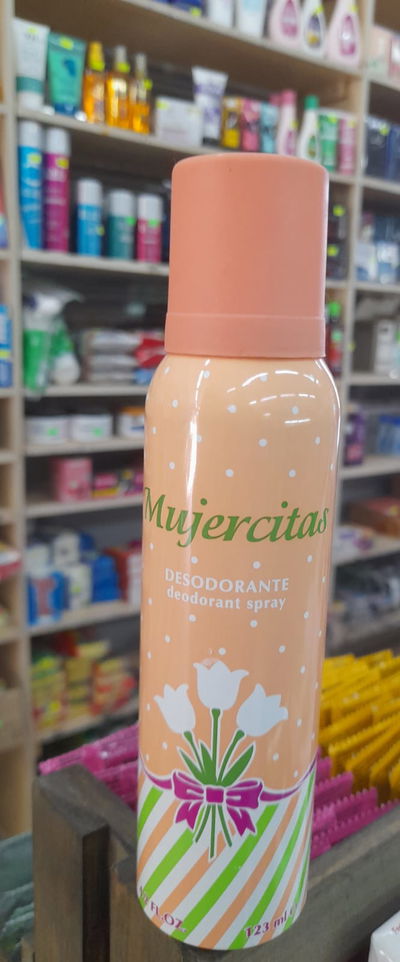 Mujercitas
DESODORANTE
deodorant spray
FL.OZ.
123 ml